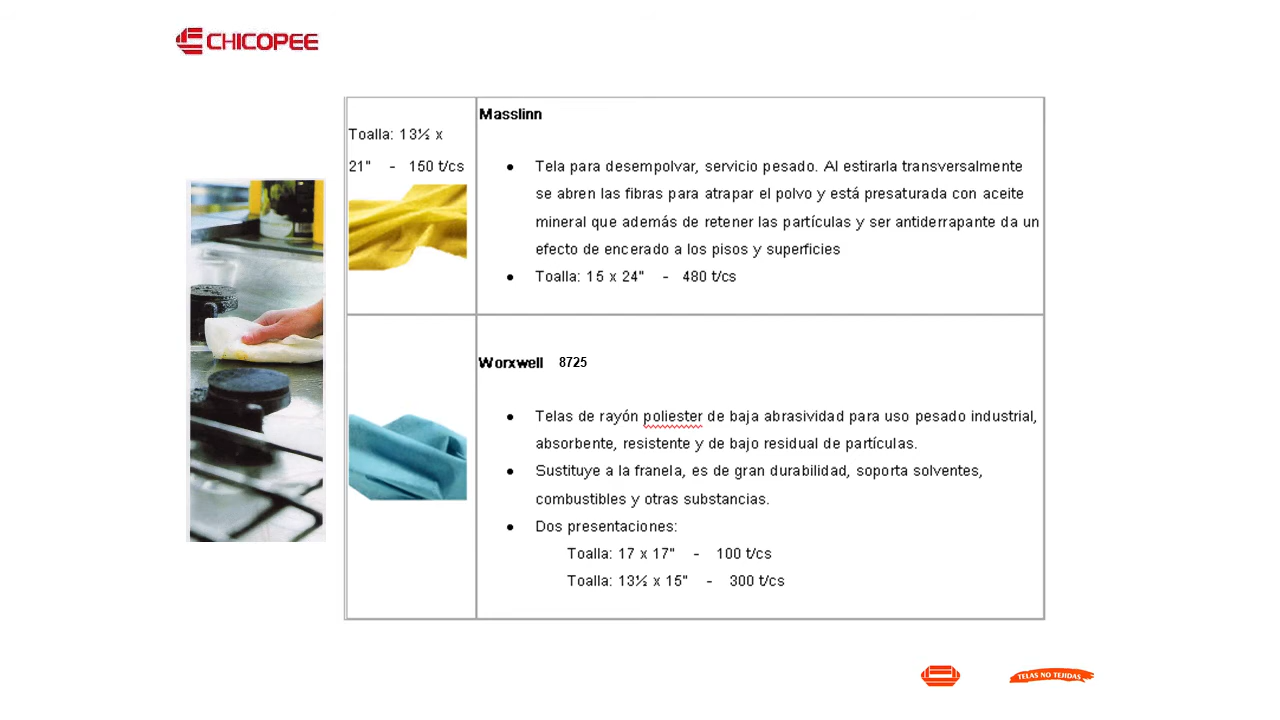 CHICOPEE
Toalla: 13½ x
21" - 150 t/cs
Masslinn
● Tela para desempolvar, servicio pesado. Al estirarla transversalmente
se abren las fibras para atrapar el polvo y está presaturada con aceite
mineral que además de retener las partículas y ser antiderrapante da un
efecto de encerado a los pisos y superficies
● Toalla: 15 x 24" - 480 t/cs
Worxwell 8725
● Telas de rayón poliester de baja abrasividad para uso pesado industrial,
absorbente, resistente y de bajo residual de partículas.
● Sustituye a la franela, es de gran durabilidad, soporta solventes,
combustibles y otras substancias.
● Dos presentaciones:
Toalla: 17 x 17" - 100 t/cs
Toalla: 13½ x 15" - 300 t/cs
TELAS NO TEJIDAS